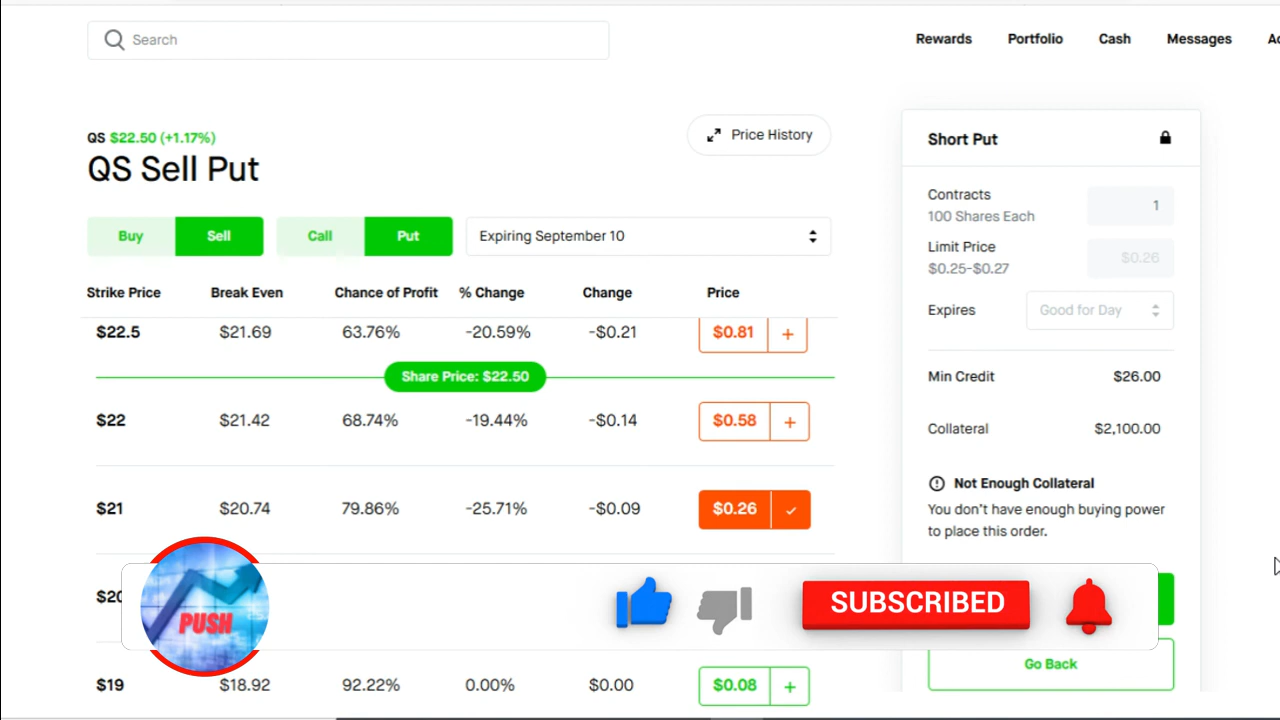 Search
Rewards Portfolio Cash Messages
QS $22.50 (+1.17%)
QS Sell Put
Price History
Buy Sell Call Put Expiring September 10
Strike Price Break Even Chance of Profit % Change Change Price
$22.5 $21.69 63.76% -20.59% -$0.21 $0.81 +
Share Price: $22.50
$22 $21.42 68.74% -19.44% -$0.14 $0.58 +
$21 $20.74 79.86% -25.71% -$0.09 $0.26
$19 $18.92 92.22% 0.00% $0.00 $0.08 +
Short Put
Contracts 1
100 Shares Each
Limit Price $0.26
$0.25-$0.27
Expires Good for Day
Min Credit $26.00
Collateral $2,100.00
Not Enough Collateral
You don't have enough buying power
to place this order.
Go Back
PUSH
SUBSCRIBED